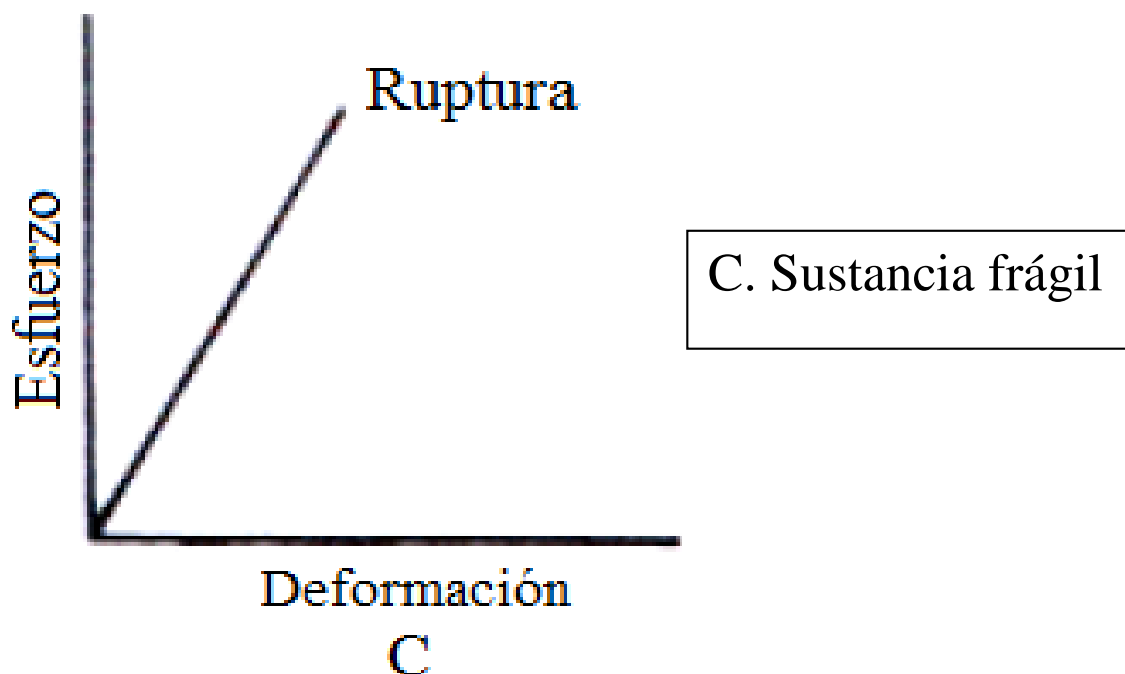 Ruptura
Esfuerzo
C. Sustancia frágil
Deformación
C